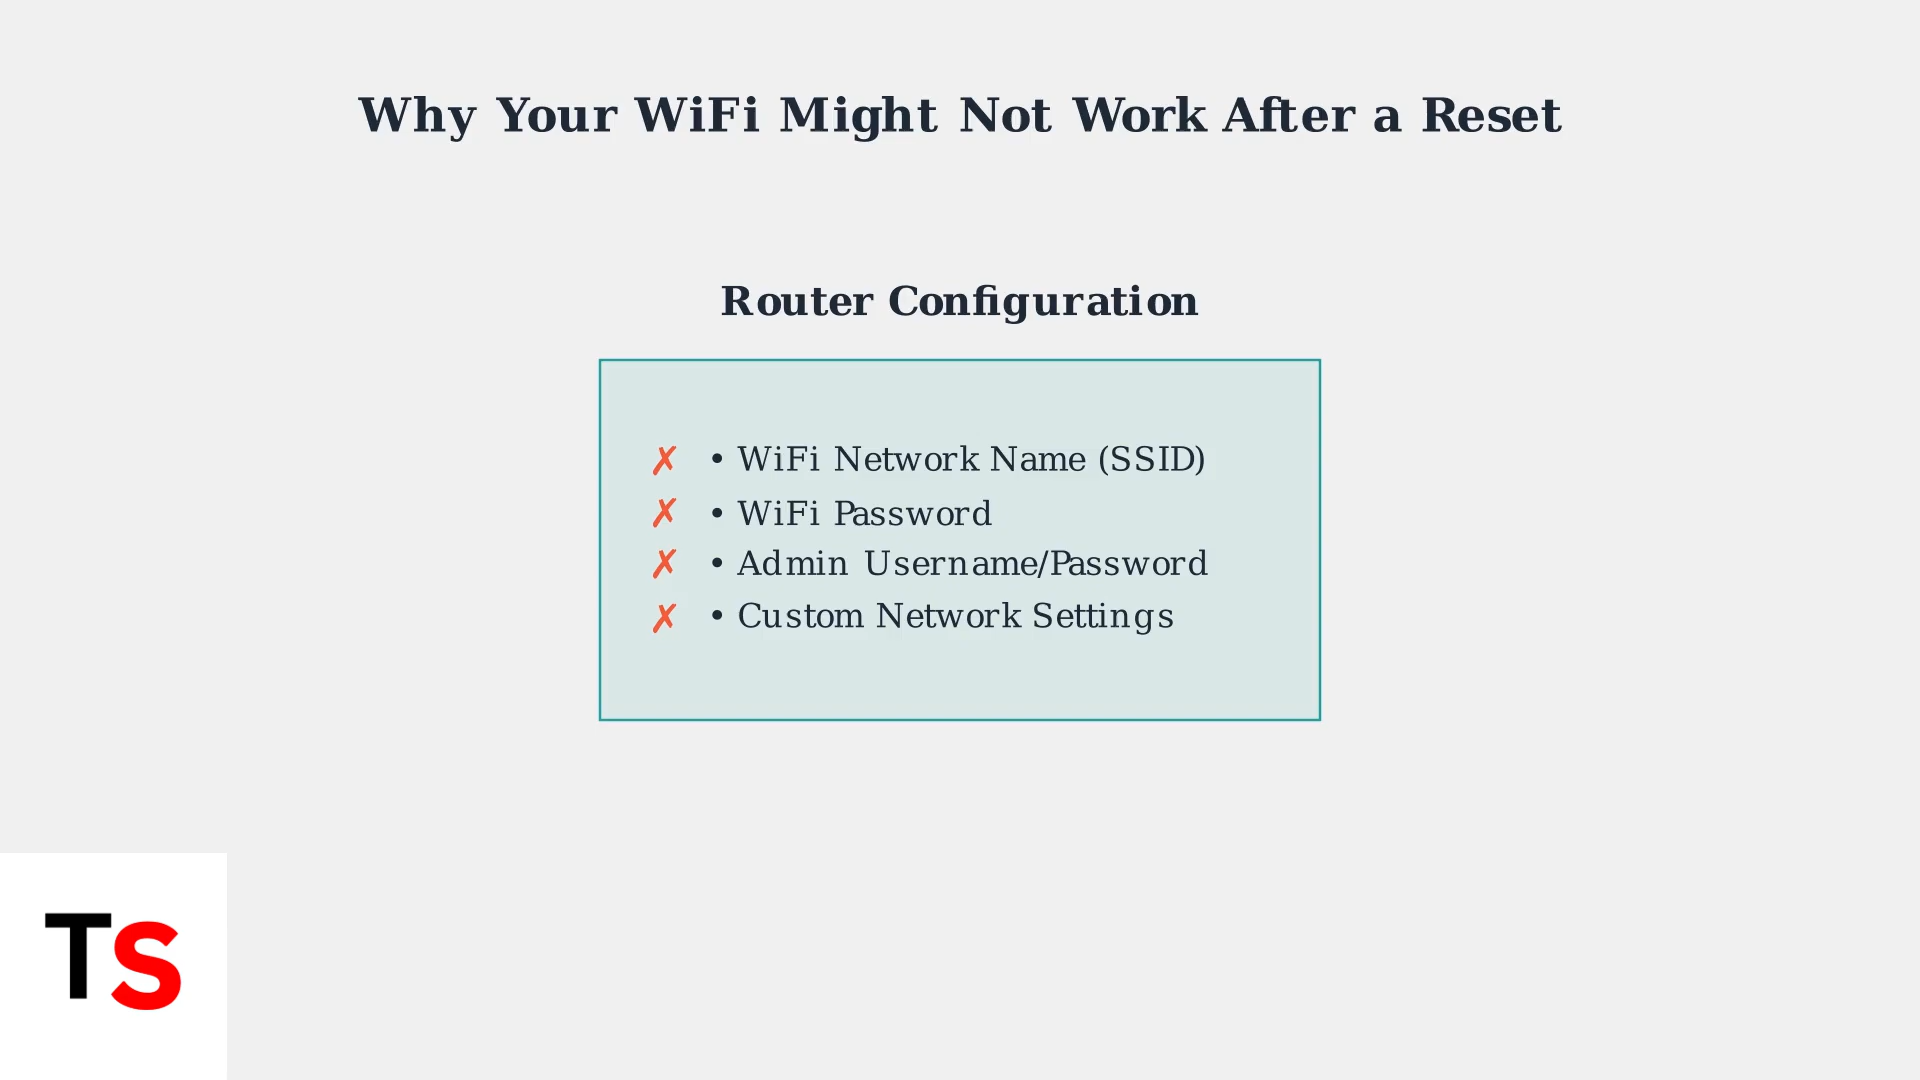 Why Your WiFi Might Not Work After a Reset
Router Configuration
✗ • WiFi Network Name (SSID)
✗ • WiFi Password
✗ • Admin Username/Password
✗ • Custom Network Settings
TS